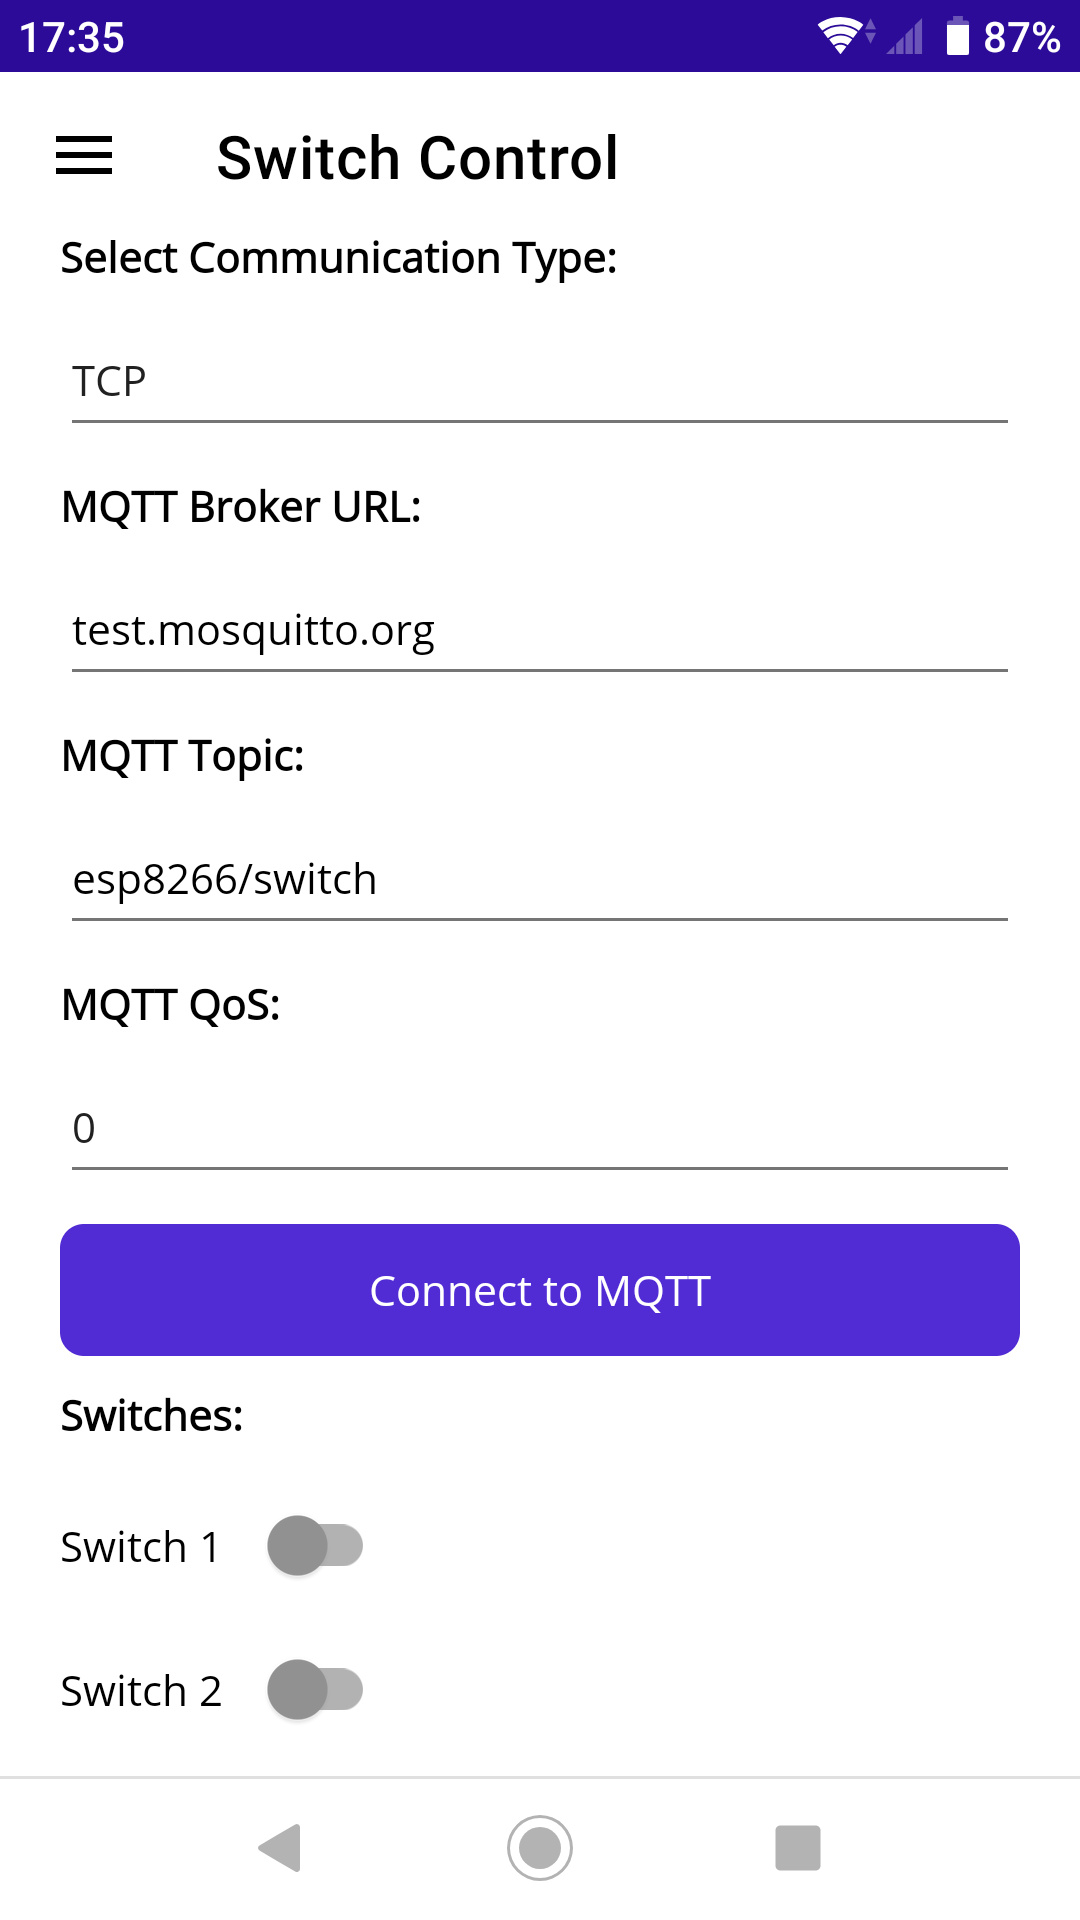 17:35 87%
Switch Control
Select Communication Type:
TCP
MQTT Broker URL:
test.mosquitto.org
MQTT Topic:
esp8266/switch
MQTT QoS:
0
Connect to MQTT
Switches:
Switch 1
Switch 2